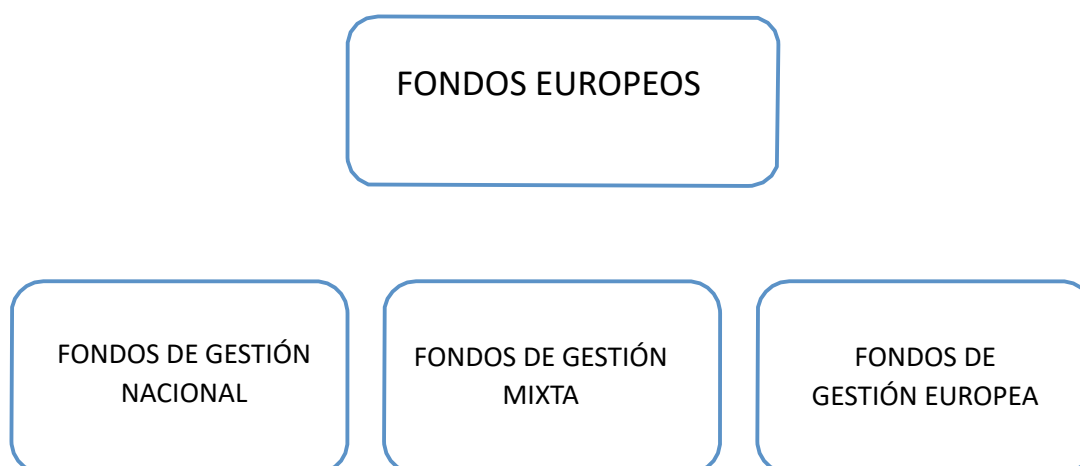 FONDOS EUROPEOS
FONDOS DE GESTIÓN
NACIONAL
FONDOS DE GESTIÓN
MIXTA
FONDOS DE
GESTIÓN EUROPEA